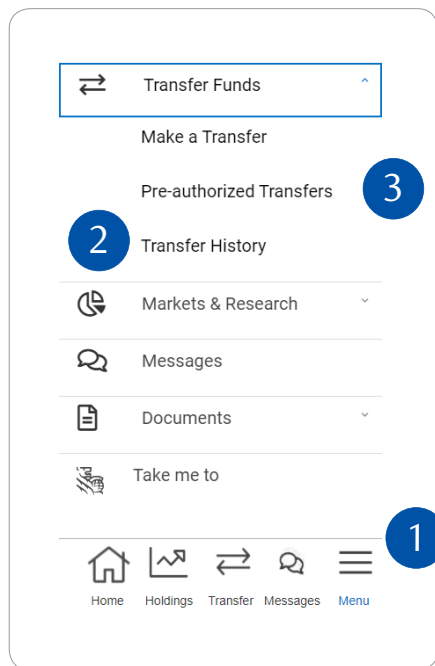 Transfer Funds
Make a Transfer
Pre-authorized Transfers
3
2
Transfer History
Markets & Research
Messages
Documents
Take me to
1
Home Holdings Transfer Messages Menu